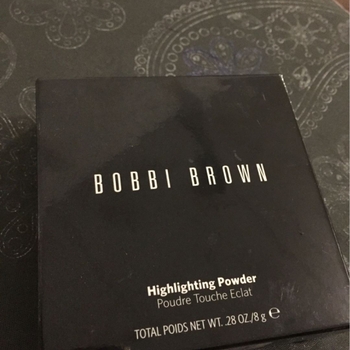 BOBBI BROWN
Highlighting Powder
Poudre Touche Eclat
TOTAL POIDS NET WT. .28 OZ./8 g ℮